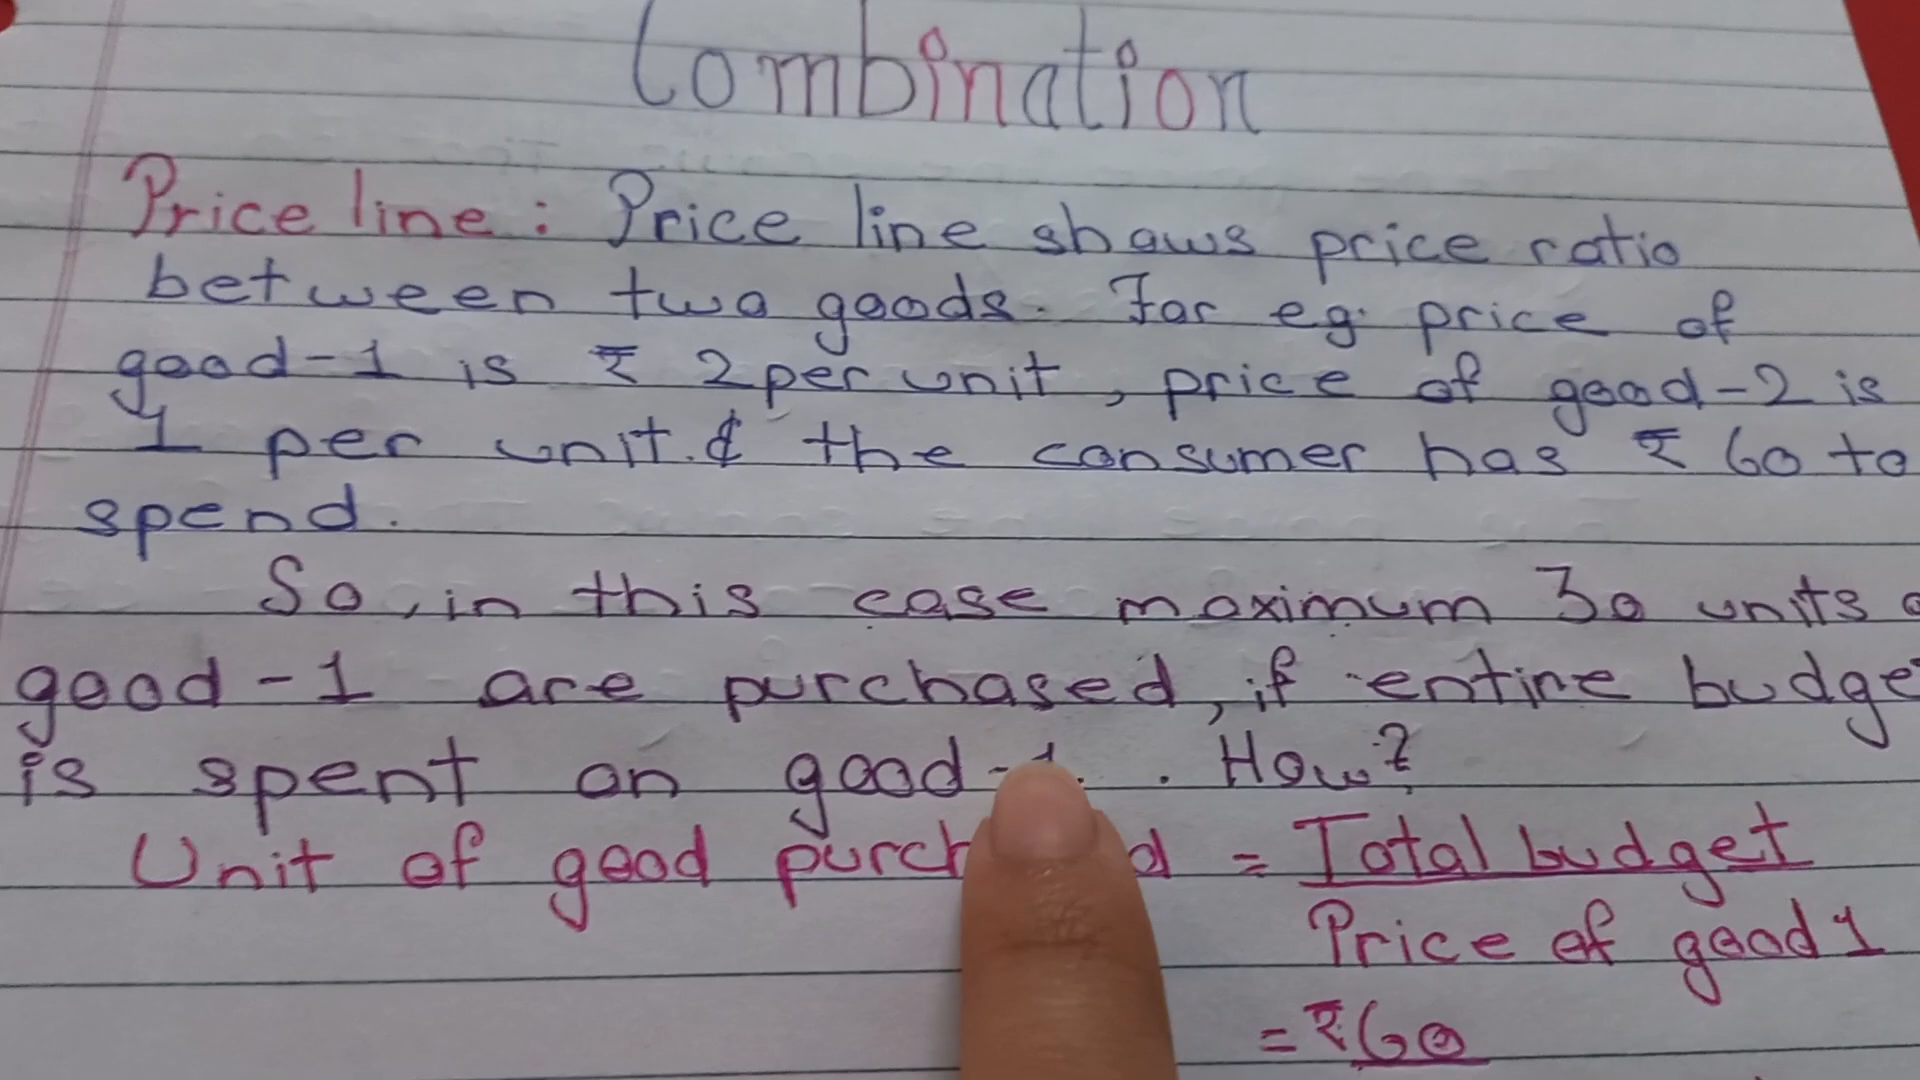 Combination
Price line : Price line shows price ratio
between two goods. For eg. price of
good-1 is ₹ 2 per unit, price of good-2 is
1 per unit. & the consumer has ₹ 60 to
spend.
So, in this case maximum 30 units
good-1 are purchased, if entire budge
is spent on good-1. . How?
Unit of good purch d = Total budget
Price of good 1
= ₹60